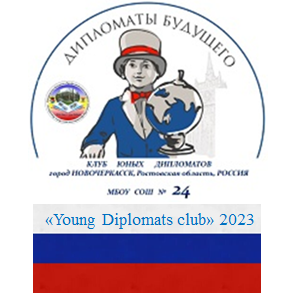 ДИПЛОМАТЫ БУДУЩЕГО
КЛУБ ЮНЫХ ДИПЛОМАТОВ
город НОВОЧЕРКАССК, Ростовская область, РОССИЯ
МБОУ СОШ № 24
«Young Diplomats club» 2023